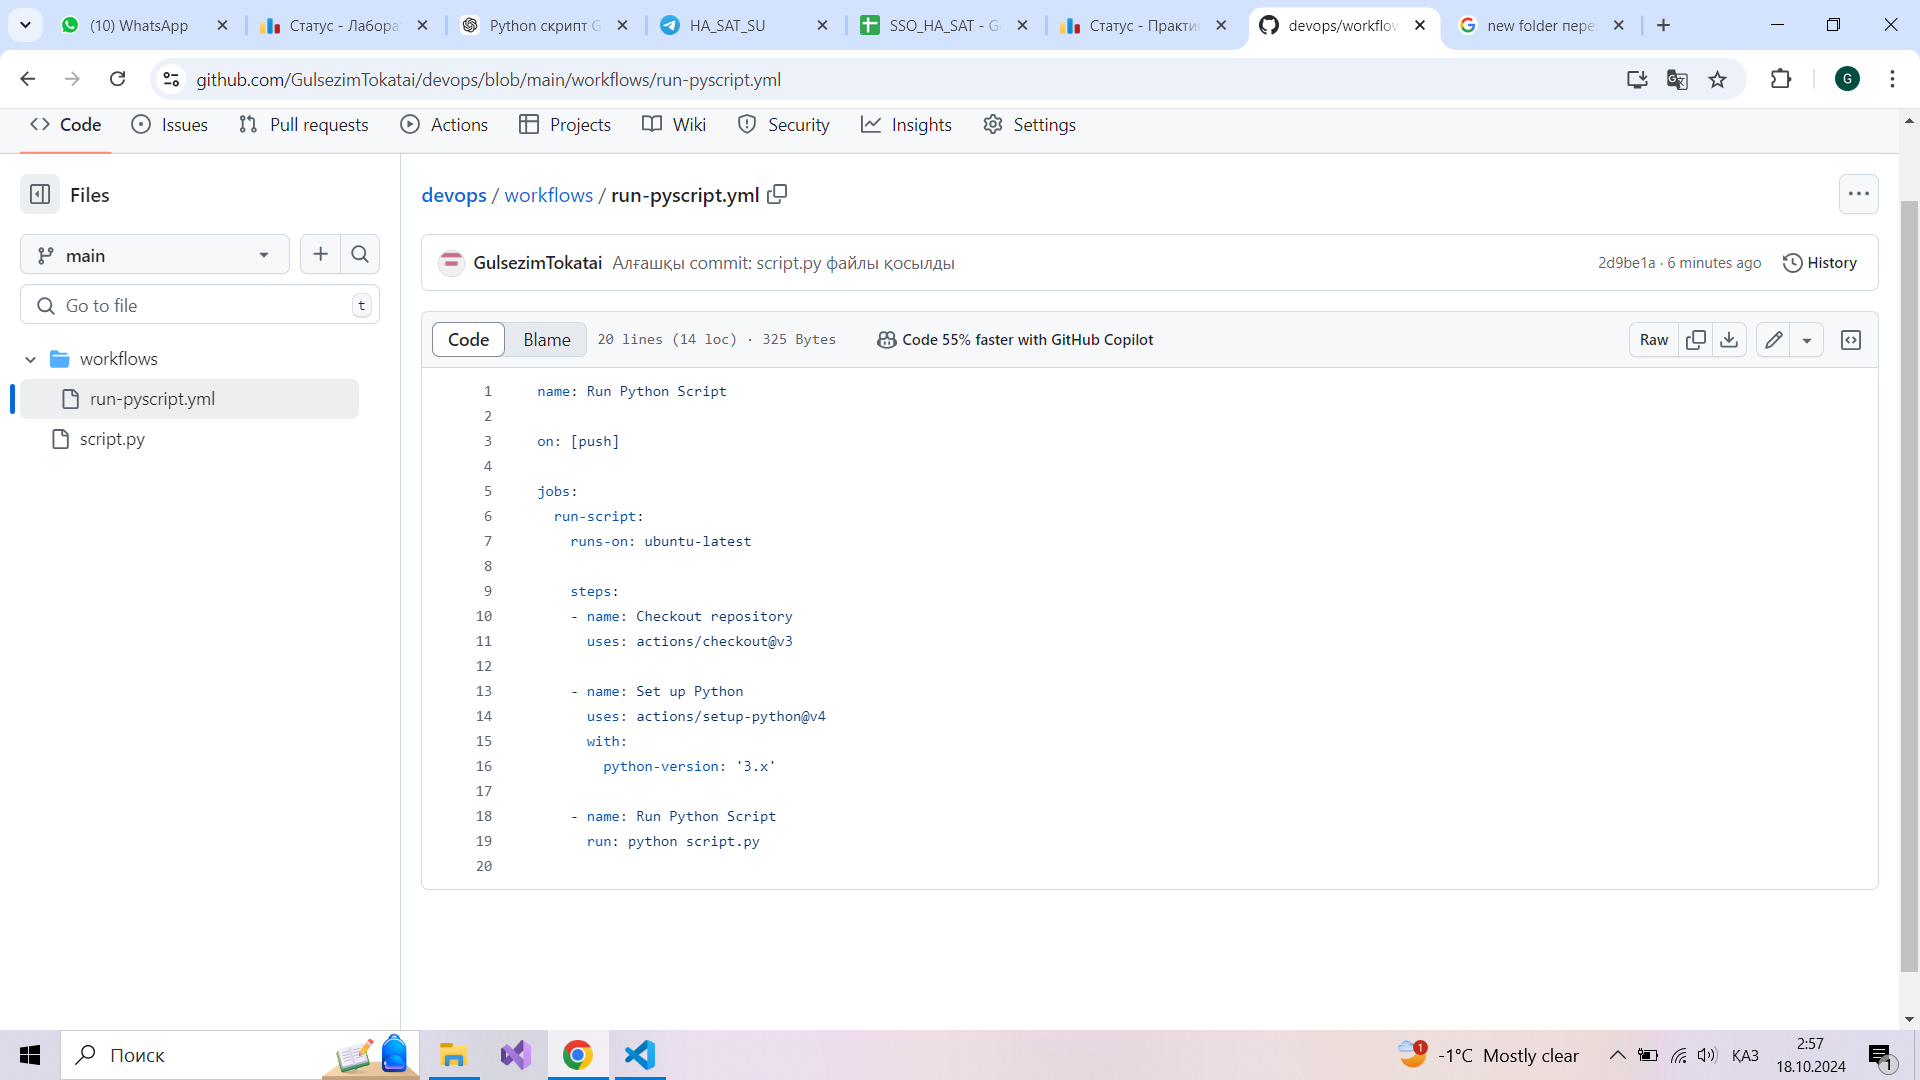 (10) WhatsApp
Статус - Лабора
Python скрипт G
HA_SAT_SU
SSO_HA_SAT - G
Статус - Практи
devops/workflow
new folder пере
github.com/GulsezimTokatai/devops/blob/main/workflows/run-pyscript.yml
G
Code
Issues
Pull requests
Actions
Projects
Wiki
Security
Insights
Settings
Files
main
Go to file
t
workflows
run-pyscript.yml
script.py
devops / workflows / run-pyscript.yml
GulsezimTokatai Алғашқы commit: script.py файлы қосылды
2d9be1a · 6 minutes ago
History
Code
Blame
20 lines (14 loc) · 325 Bytes
Code 55% faster with GitHub Copilot
Raw
1 name: Run Python Script
2
3 on: [push]
4
5 jobs:
6 run-script:
7 runs-on: ubuntu-latest
8
9 steps:
10 - name: Checkout repository
11 uses: actions/checkout@v3
12
13 - name: Set up Python
14 uses: actions/setup-python@v4
15 with:
16 python-version: '3.x'
17
18 - name: Run Python Script
19 run: python script.py
20
Поиск
1
-1°C Mostly clear
ҚАЗ
2:57
18.10.2024
1